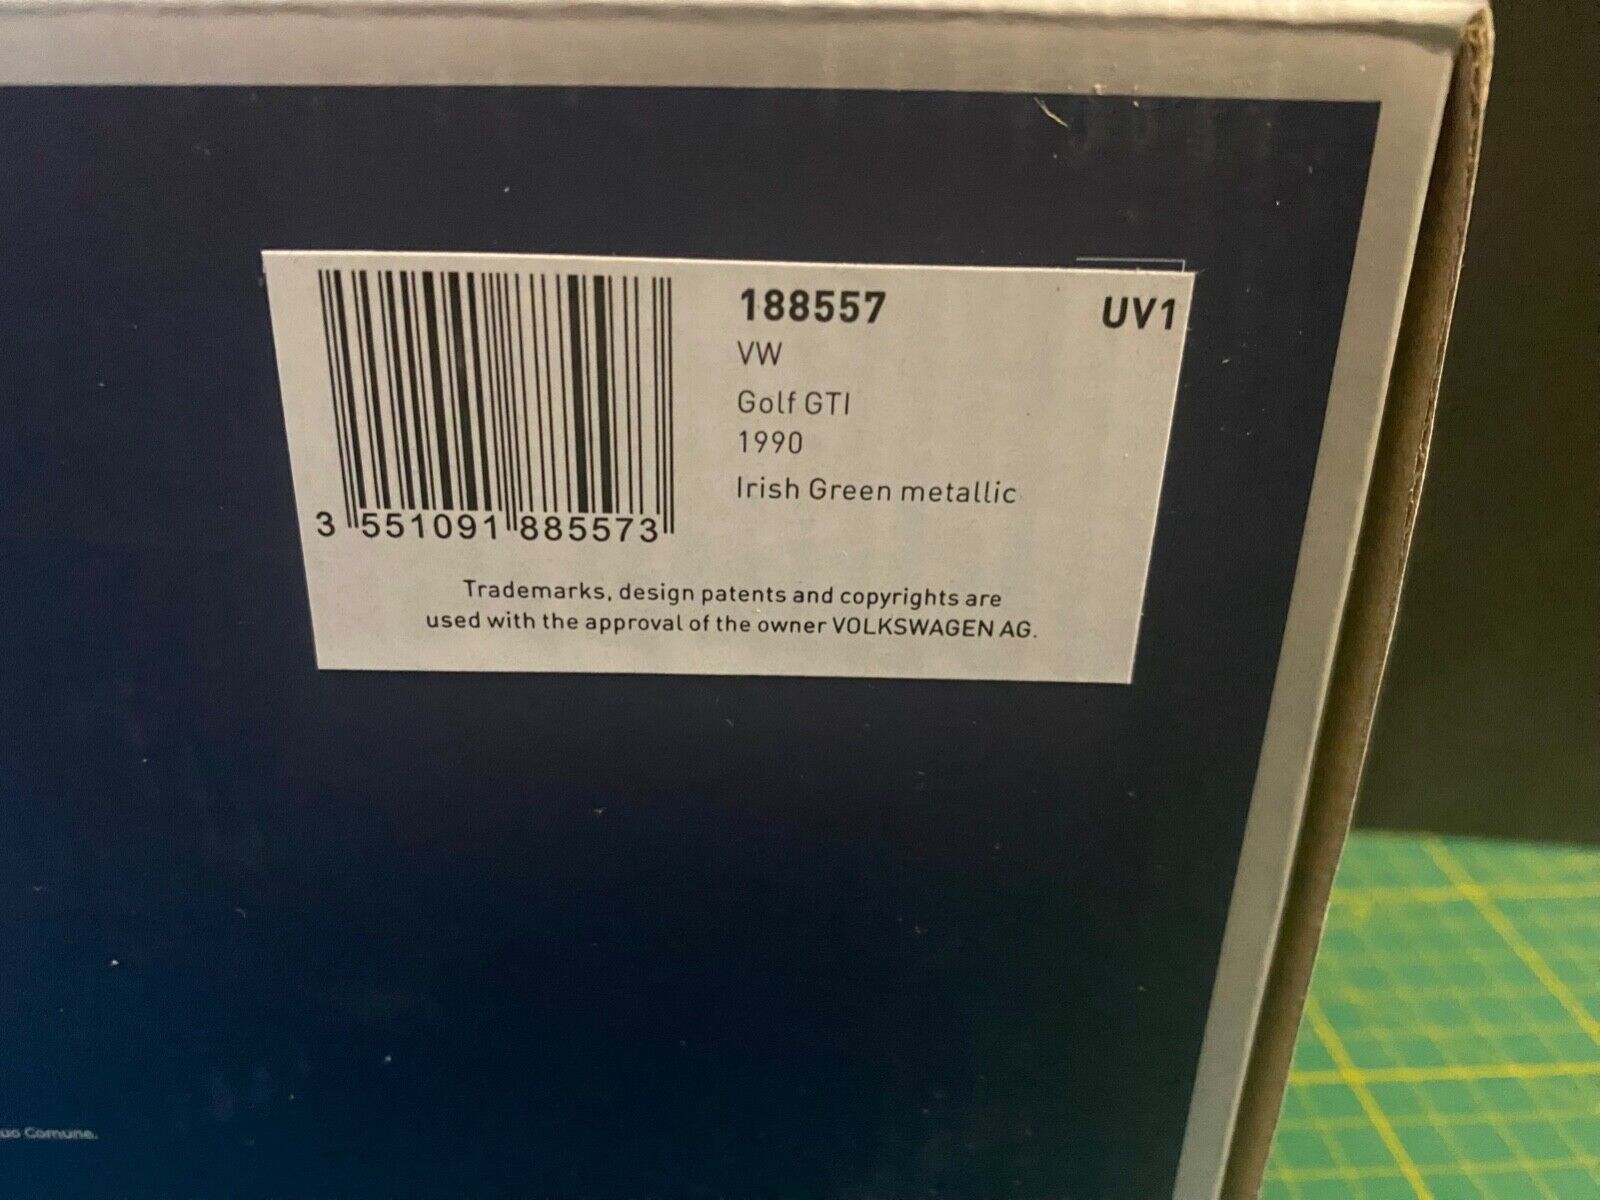 188557
UV1
VW
Golf GTI
1990
Irish Green metallic
3 551091 885573
Trademarks, design patents and copyrights are
used with the approval of the owner VOLKSWAGEN AG.
Comune.